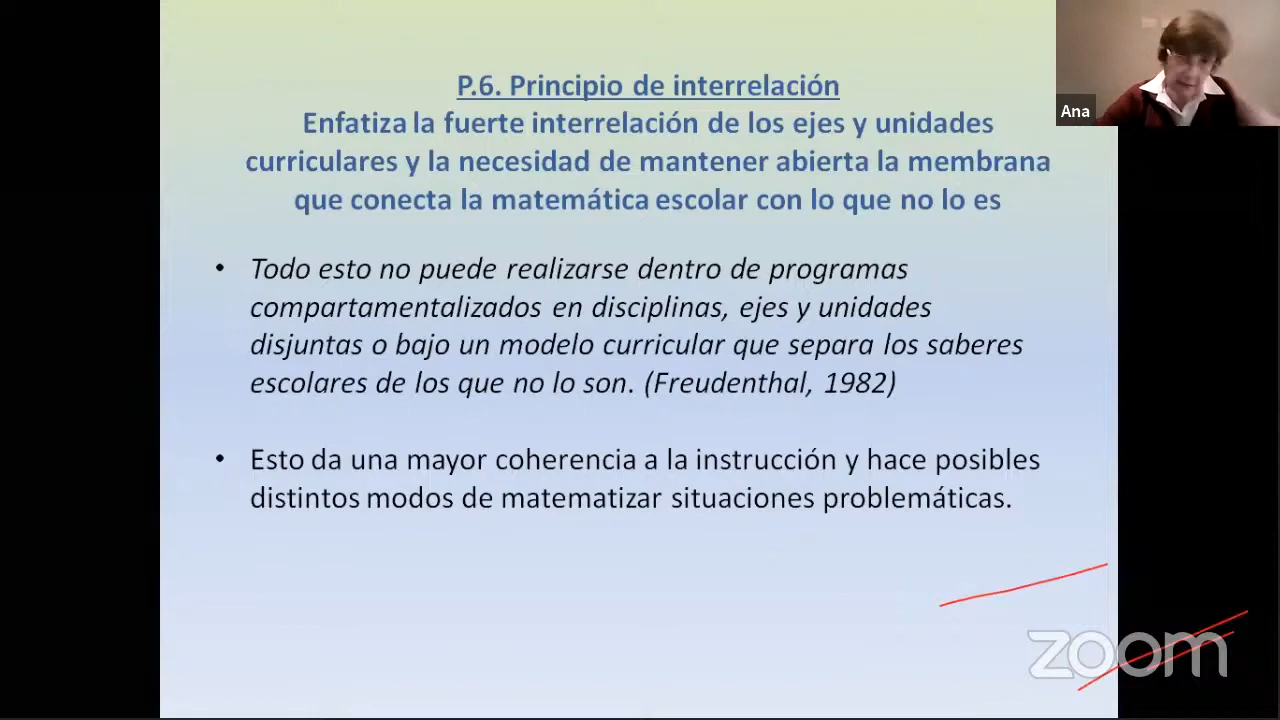 P.6. Principio de interrelación
Enfatiza la fuerte interrelación de los ejes y unidades
curriculares y la necesidad de mantener abierta la membrana
que conecta la matemática escolar con lo que no lo es
• Todo esto no puede realizarse dentro de programas
compartamentalizados en disciplinas, ejes y unidades
disjuntas o bajo un modelo curricular que separa los saberes
escolares de los que no lo son. (Freudenthal, 1982)
• Esto da una mayor coherencia a la instrucción y hace posibles
distintos modos de matematizar situaciones problemáticas.
Ana
zoom